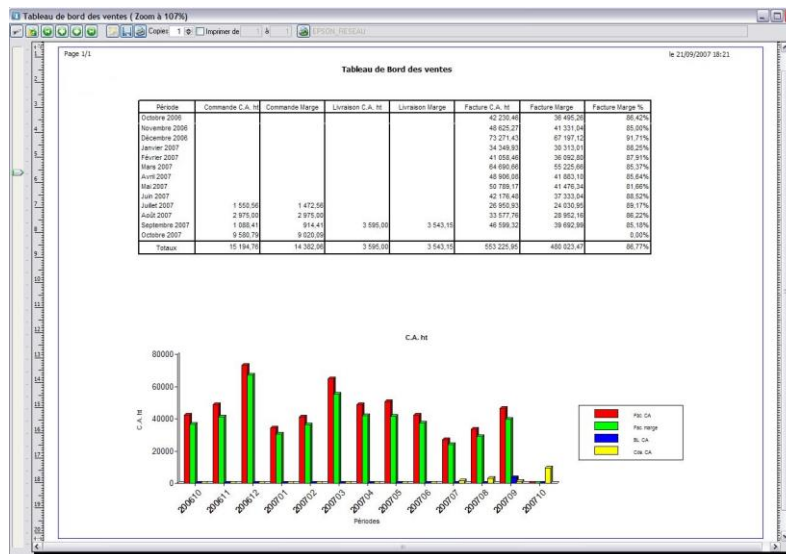 Tableau de bord des ventes ( Zoom à 107%)
Copies 1 Imprimer de 1 à 1 EPSON_RESEAU
Page 1/1 le 21/09/2007 18:21
Tableau de Bord des ventes
Période Commande C.A. ht Commande Marge Livraison C.A. ht Livraison Marge Facture C.A. ht Facture Marge Facture Marge %
Octobre 2006 42 230,46 36 495,26 86,42%
Novembre 2006 48 625,27 41 331,04 85,00%
Décembre 2006 73 271,43 67 197,12 91,71%
Janvier 2007 34 349,93 30 313,01 88,25%
Février 2007 41 058,46 36 092,80 87,91%
Mars 2007 64 690,66 55 225,66 85,37%
Avril 2007 48 906,08 41 883,10 85,64%
Mai 2007 50 789,17 41 476,34 81,66%
Juin 2007 42 176,48 37 333,04 88,52%
Juillet 2007 1 550,56 1 472,56 26 950,93 24 030,95 89,17%
Août 2007 2 975,00 2 975,00 33 577,76 28 952,16 86,22%
Septembre 2007 1 088,41 914,41 3 595,00 3 543,15 46 599,32 39 692,99 85,18%
Octobre 2007 9 580,79 9 020,09 0,00%
Totaux 15 194,76 14 382,06 3 595,00 3 543,15 553 225,95 480 023,47 86,77%
C.A. ht
80000
60000
40000
20000
0
C.A. ht
200610 200611 200612 200701 200702 200703 200704 200705 200706 200707 200708 200709 200710
Périodes
Fac. CA
Fac. marge
BL. CA
Cde. CA